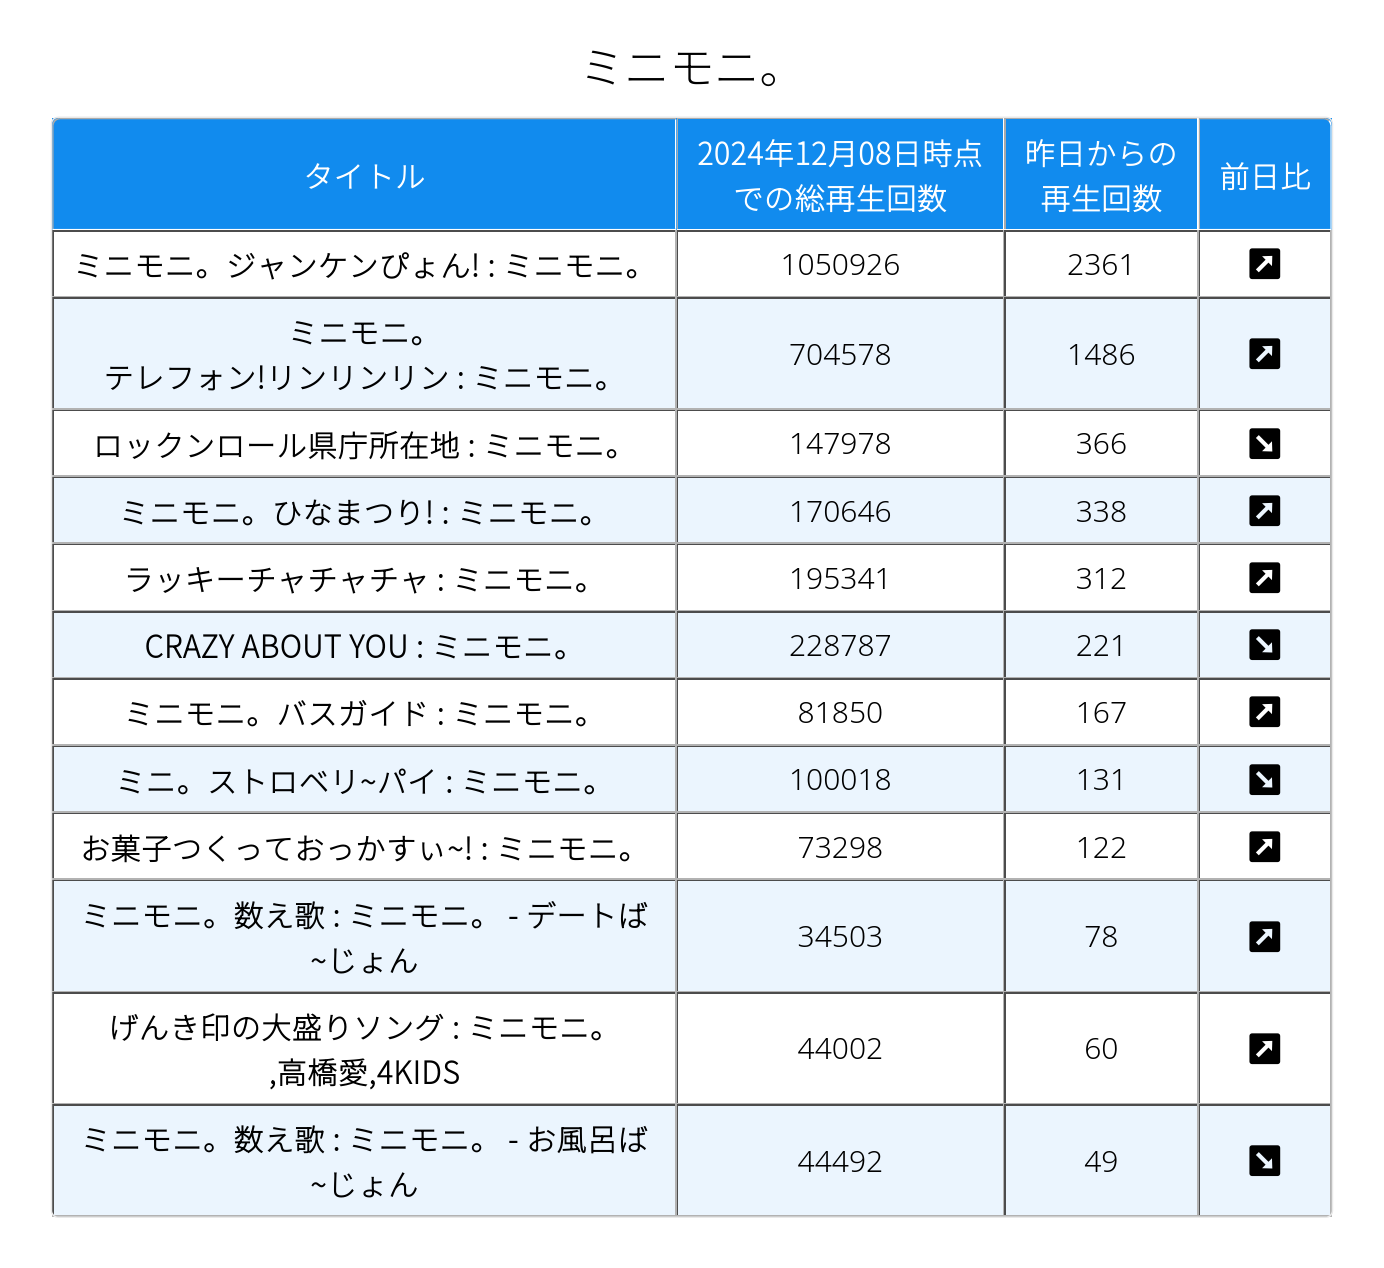 ミニモニ。
タイトル
2024年12月08日時点
での総再生回数
昨日からの
再生回数
前日比
ミニモニ。ジャンケンぴょん! : ミニモニ。
1050926
2361
ミニモニ。
テレフォン!リンリンリン : ミニモニ。
704578
1486
ロックンロール県庁所在地 : ミニモニ。
147978
366
ミニモニ。ひなまつり! : ミニモニ。
170646
338
ラッキーチャチャチャ : ミニモニ。
195341
312
CRAZY ABOUT YOU : ミニモニ。
228787
221
ミニモニ。バスガイド : ミニモニ。
81850
167
ミニ。ストロベリ~パイ : ミニモニ。
100018
131
お菓子つくっておっかすぃ~! : ミニモニ。
73298
122
ミニモニ。数え歌 : ミニモニ。 - デートば
~じょん
34503
78
げんき印の大盛りソング : ミニモニ。
,高橋愛,4KIDS
44002
60
ミニモニ。数え歌 : ミニモニ。 - お風呂ば
~じょん
44492
49